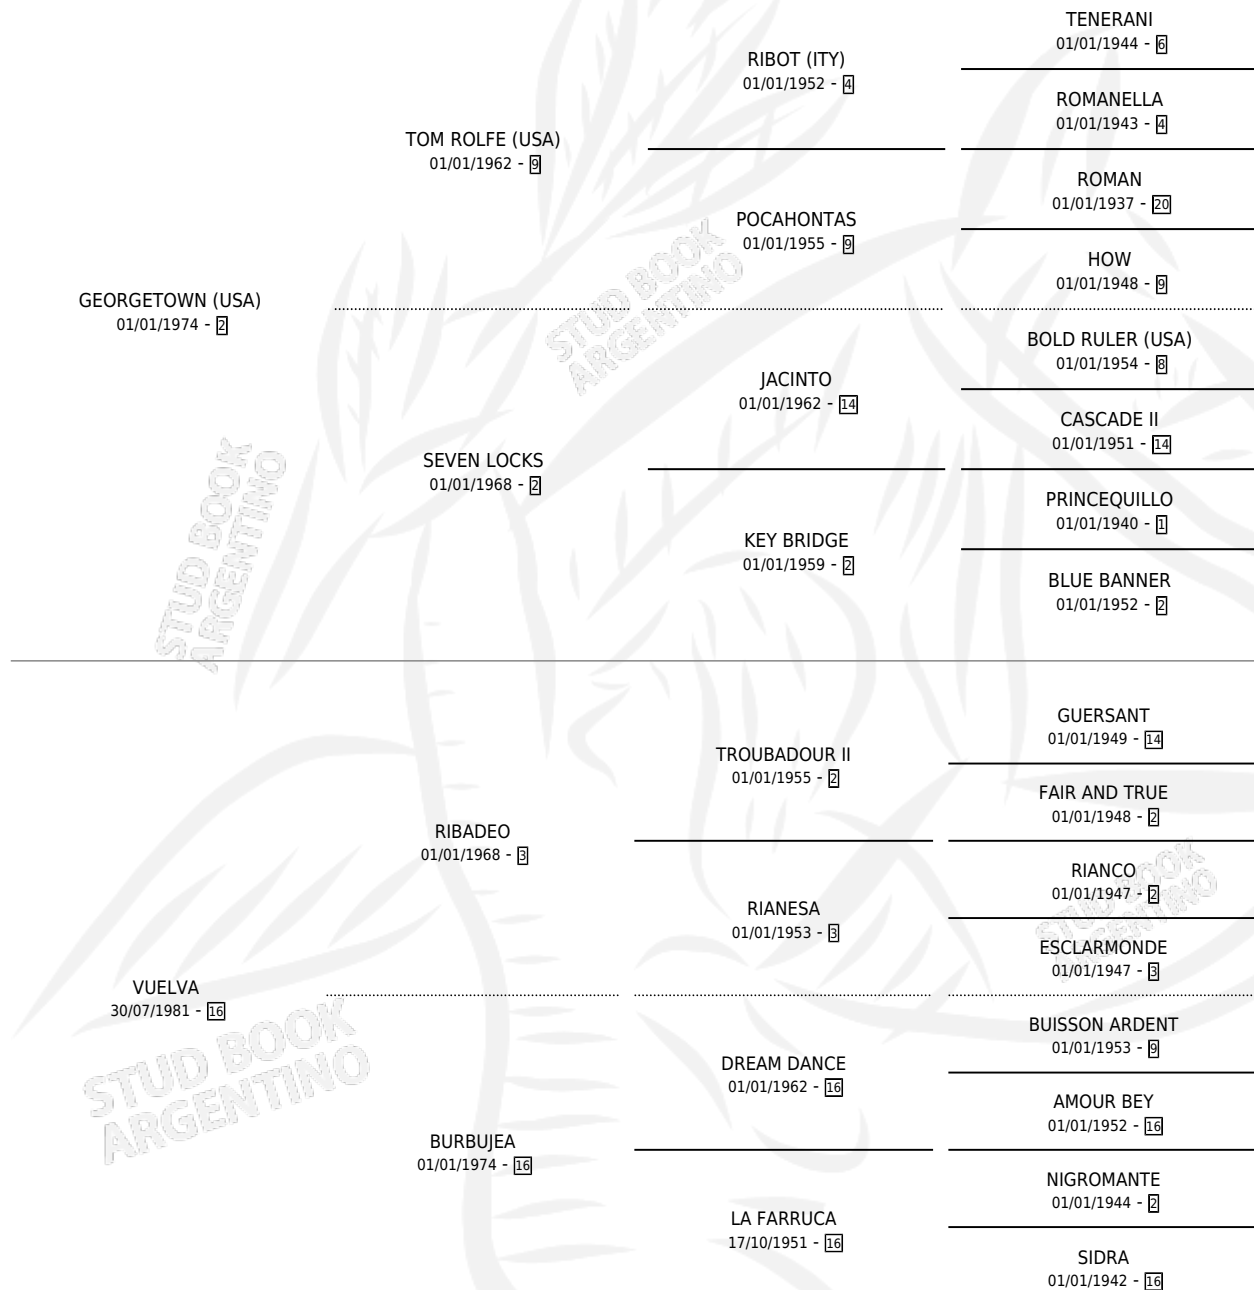 TENERANI
01/01/1944 - 6
RIBOT (ITY)
01/01/1952 - 4
ROMANELLA
01/01/1943 - 4
TOM ROLFE (USA)
01/01/1962 - 9
ROMAN
01/01/1937 - 20
POCAHONTAS
01/01/1955 - 9
HOW
01/01/1948 - 9
GEORGETOWN (USA)
01/01/1974 - 2
STUD BOOK
ARGENTINO
BOLD RULER (USA)
01/01/1954 - 8
JACINTO
01/01/1962 - 14
CASCADE II
01/01/1951 - 14
SEVEN LOCKS
01/01/1968 - 2
PRINCEQUILLO
01/01/1940 - 1
KEY BRIDGE
01/01/1959 - 2
BLUE BANNER
01/01/1952 - 2
STUD BOOK
ARGENTINO
GUERSANT
01/01/1949 - 14
TROUBADOUR II
01/01/1955 - 2
FAIR AND TRUE
01/01/1948 - 2
RIBADEO
01/01/1968 - 3
RIANCO
01/01/1947 - 2
RIANESA
01/01/1953 - 3
STUD BOOK
ARGENTINO
ESCLARMONDE
01/01/1947 - 3
VUELVA
30/07/1981 - 16
BUISSON ARDENT
01/01/1953 - 9
DREAM DANCE
01/01/1962 - 16
STUD BOOK
ARGENTINO
AMOUR BEY
01/01/1952 - 16
BURBUJEA
01/01/1974 - 16
NIGROMANTE
01/01/1944 - 2
LA FARRUCA
17/10/1951 - 16
SIDRA
01/01/1942 - 16